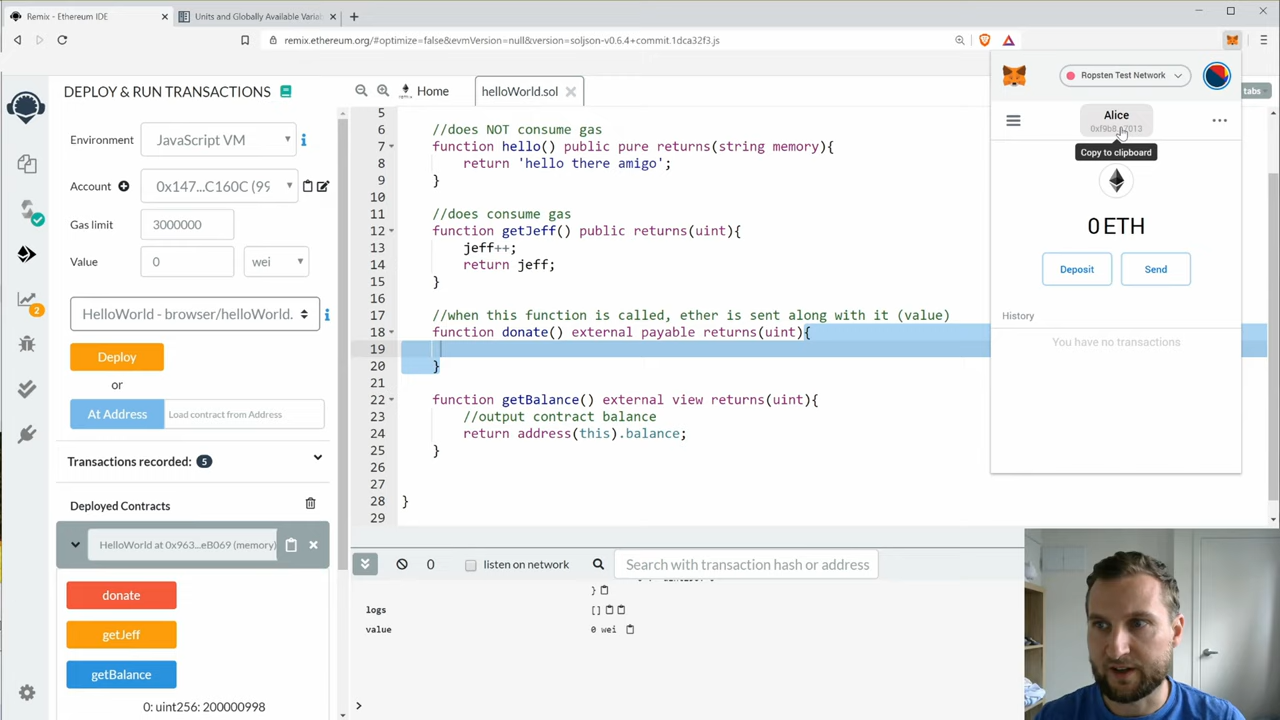 Remix - Ethereum IDE
Units and Globally Available Varia
remix.ethereum.org/#optimize=false&evmVersion=null&version=soljson-v0.6.4+commit.1dca32f3.js
tabs
DEPLOY & RUN TRANSACTIONS
Environment
JavaScript VM
Account
0x147...C160C (99
Gas limit
3000000
Value
0
wei
HelloWorld - browser/helloWorld.
Deploy
or
At Address
Load contract from Address
Transactions recorded:
5
Deployed Contracts
HelloWorld at 0x963...eB069 (memory)
donate
getJeff
getBalance
0: uint256: 200000998
2
Home
helloWorld.sol
5
6 //does NOT consume gas
7 function hello() public pure returns(string memory){
8 return 'hello there amigo';
9 }
10
11 //does consume gas
12 function getJeff() public returns(uint){
13 jeff++;
14 return jeff;
15 }
16
17 //when this function is called, ether is sent along with it (value)
18 function donate() external payable returns(uint){
19
20 }
21
22 function getBalance() external view returns(uint){
23 //output contract balance
24 return address(this).balance;
25 }
26
27
28 }
29
0
listen on network
Search with transaction hash or address
}
logs
[]
value
0 wei
>
Ropsten Test Network
Alice
Copy to clipboard
0 ETH
Deposit
Send
History
You have no transactions